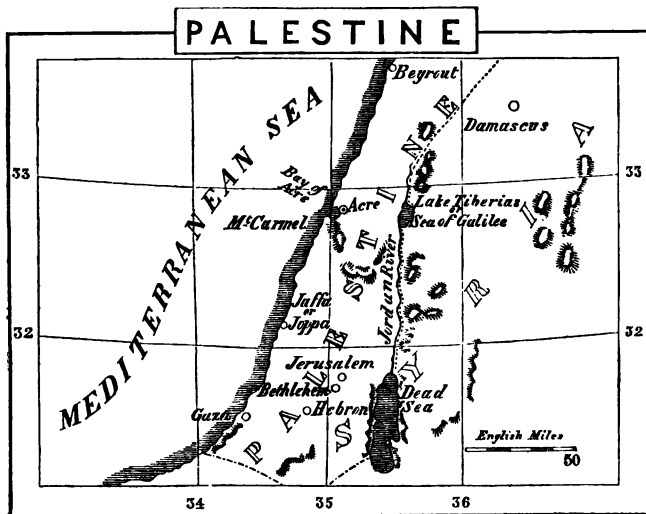 PALESTINE
Beyrout
Damascus
MEDITERRANEAN SEA
33
33
Bay of
Acre
Acre
Mt. Carmel
Lake Tiberias
or
Sea of Galilee
Jordan River
PALESTINE
SYRIA
Jaffa
or
Joppa
32
32
Jerusalem
Bethlehem
Hebron
Gaza
Dead
Sea
English Miles
50
34
35
36